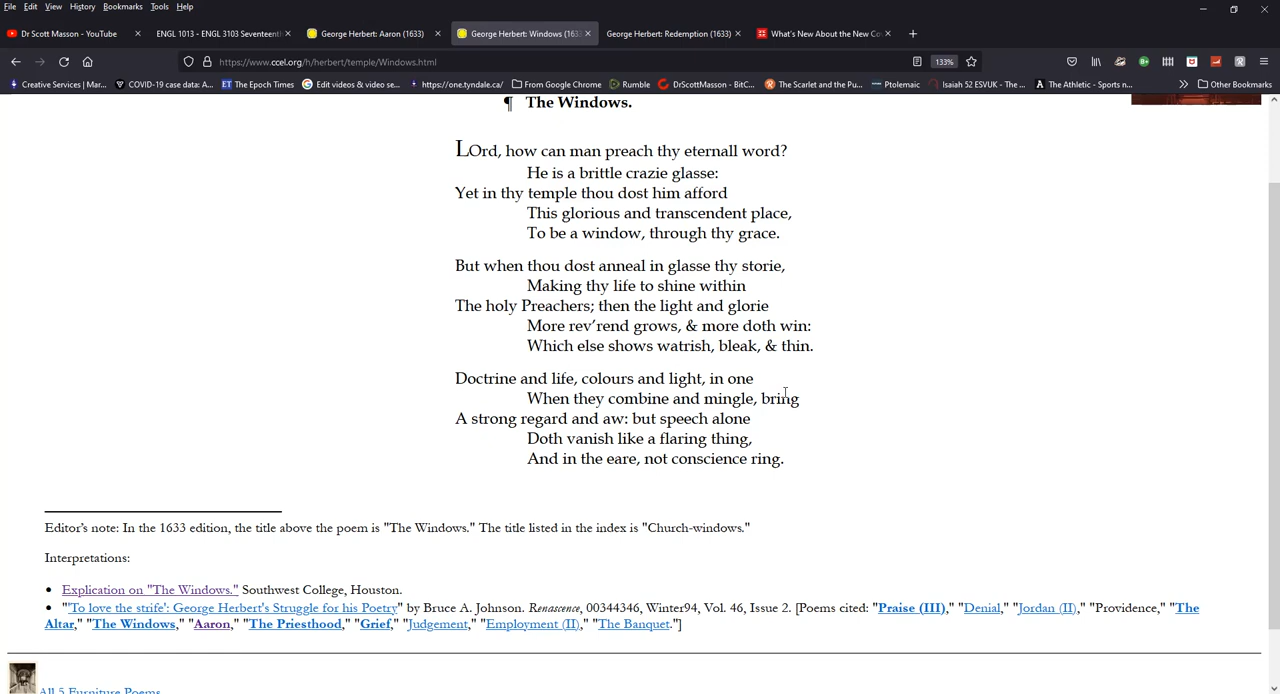 File Edit View History Bookmarks Tools Help
Dr Scott Masson - YouTube ENGL 1013 - ENGL 3103 Seventeenth George Herbert: Aaron (1633) George Herbert: Windows (1633 George Herbert: Redemption (1633) What's New About the New Co
https://www.ccel.org/h/herbert/temple/Windows.html 133%
Creative Services | Mar... COVID-19 case data: A... The Epoch Times Edit videos & video se... https://one.tyndale.ca/ From Google Chrome Rumble DrScottMasson - BitC... The Scarlet and the Pu... Ptolemaic Isaiah 52 ESVUK - The ... The Athletic - Sports n... Other Bookmarks
¶ The Windows.
LOrd, how can man preach thy eternall word?
He is a brittle crazie glasse:
Yet in thy temple thou dost him afford
This glorious and transcendent place,
To be a window, through thy grace.
But when thou dost anneal in glasse thy storie,
Making thy life to shine within
The holy Preachers; then the light and glorie
More rev'rend grows, & more doth win:
Which else shows watrish, bleak, & thin.
Doctrine and life, colours and light, in one
When they combine and mingle, bring
A strong regard and aw: but speech alone
Doth vanish like a flaring thing,
And in the eare, not conscience ring.
Editor's note: In the 1633 edition, the title above the poem is "The Windows." The title listed in the index is "Church-windows."
Interpretations:
Explication on "The Windows." Southwest College, Houston.
"'To love the strife': George Herbert's Struggle for his Poetry" by Bruce A. Johnson. Renascence, 00344346, Winter94, Vol. 46, Issue 2. [Poems cited: "Praise (III)," "Denial," "Jordan (II)," "Providence," "The
Altar," "The Windows," "Aaron," "The Priesthood," "Grief," "Judgement," "Employment (II)," "The Banquet."]
All 5 Furniture Poems